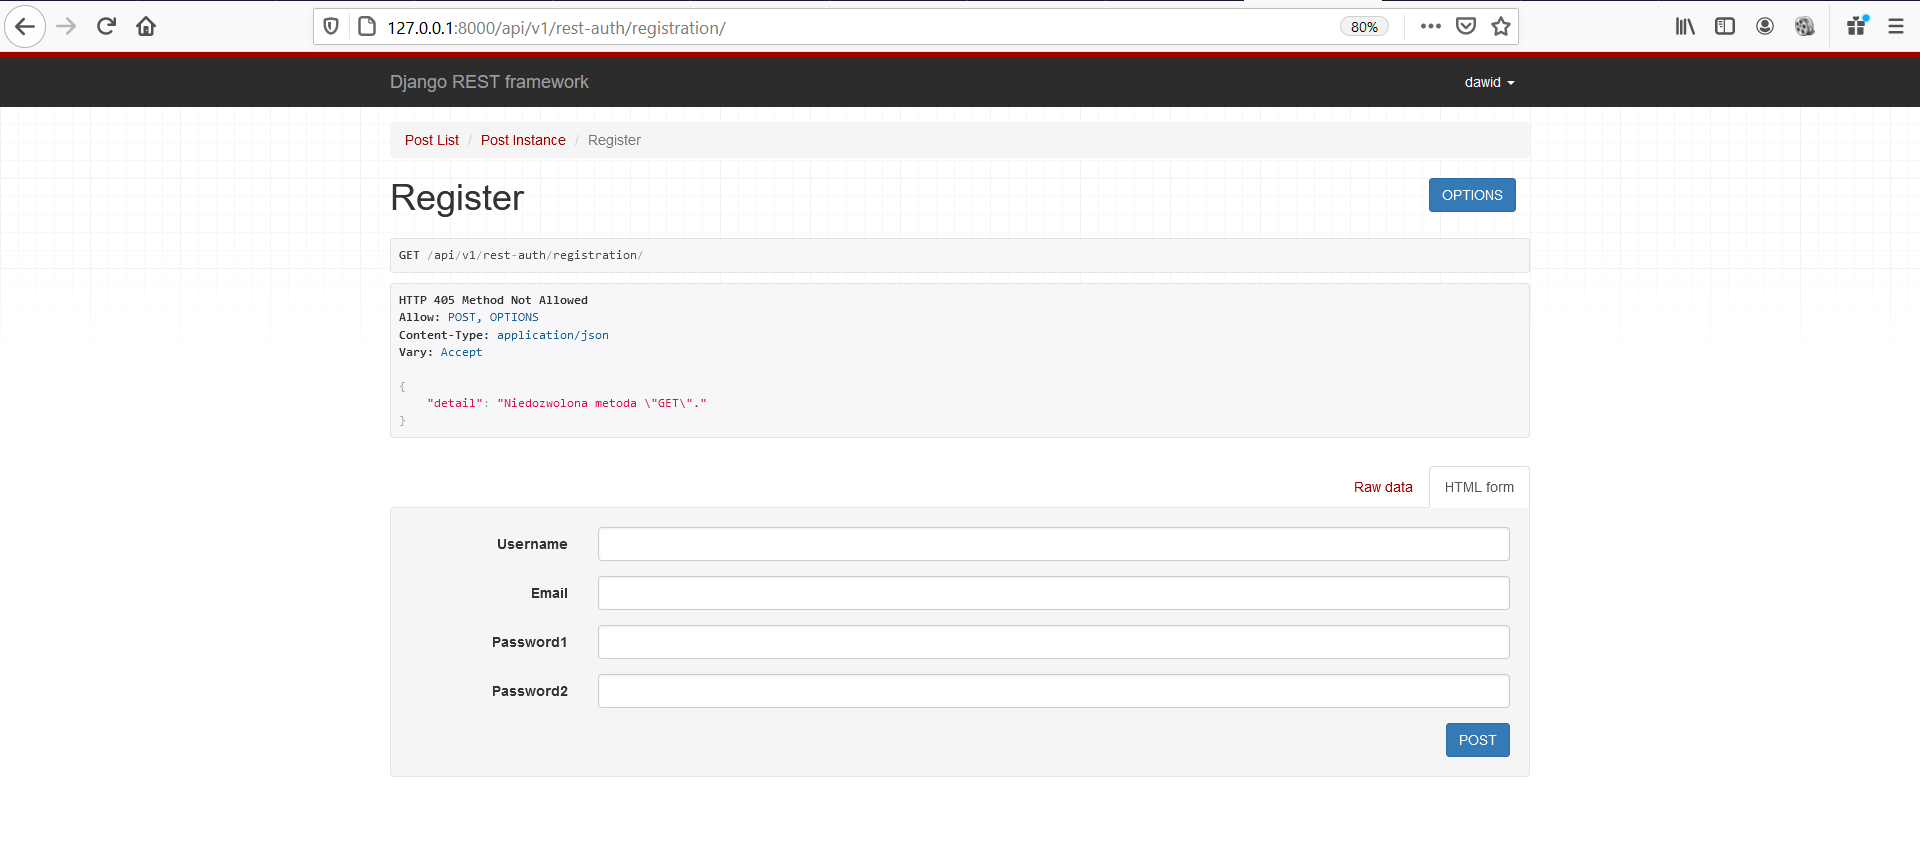 127.0.0.1:8000/api/v1/rest-auth/registration/
80%
Django REST framework
dawid
Post List / Post Instance / Register
Register
OPTIONS
GET /api/v1/rest-auth/registration/
HTTP 405 Method Not Allowed
Allow: POST, OPTIONS
Content-Type: application/json
Vary: Accept
{
"detail": "Niedozwolona metoda \"GET\"."
}
Raw data
HTML form
Username
Email
Password1
Password2
POST